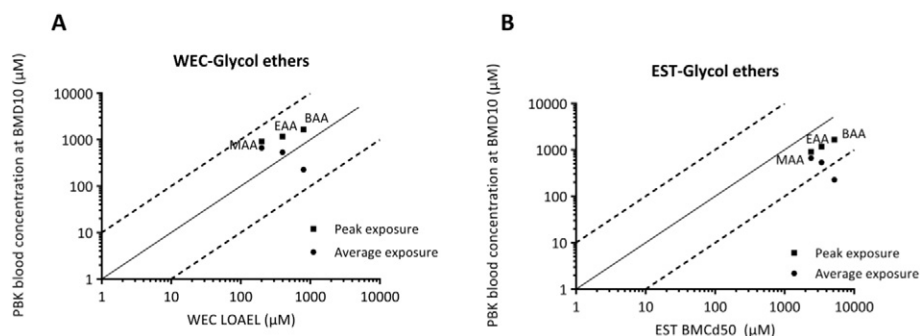 A
WEC-Glycol ethers
PBK blood concentration at BMD10 (µM)
10000
1000
100
10
1
MAA
EAA
BAA
Peak exposure
Average exposure
1
10
100
1000
10000
WEC LOAEL (µM)
B
EST-Glycol ethers
PBK blood concentration at BMD10 (µM)
10000
1000
100
10
1
MAA
EAA
BAA
Peak exposure
Average exposure
1
10
100
1000
10000
EST BMCd50 (µM)